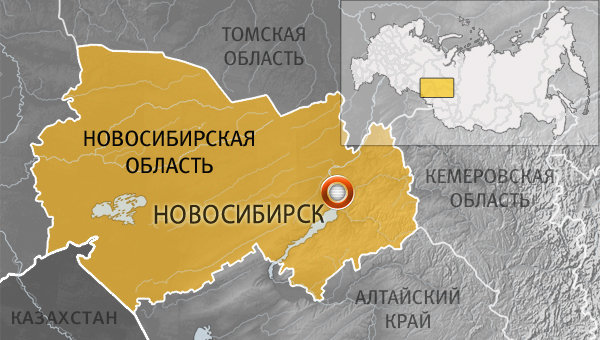 ТОМСКАЯ
ОБЛАСТЬ
НОВОСИБИРСКАЯ
ОБЛАСТЬ
КЕМЕРОВСКАЯ
ОБЛАСТЬ
НОВОСИБИРСК
АЛТАЙСКИЙ
КРАЙ
КАЗАХСТАН